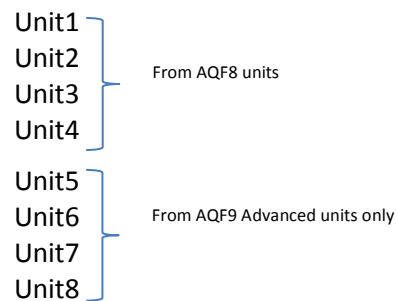 Unit1
Unit2
From AQF8 units
Unit3
Unit4
Unit5
Unit6
From AQF9 Advanced units only
Unit7
Unit8